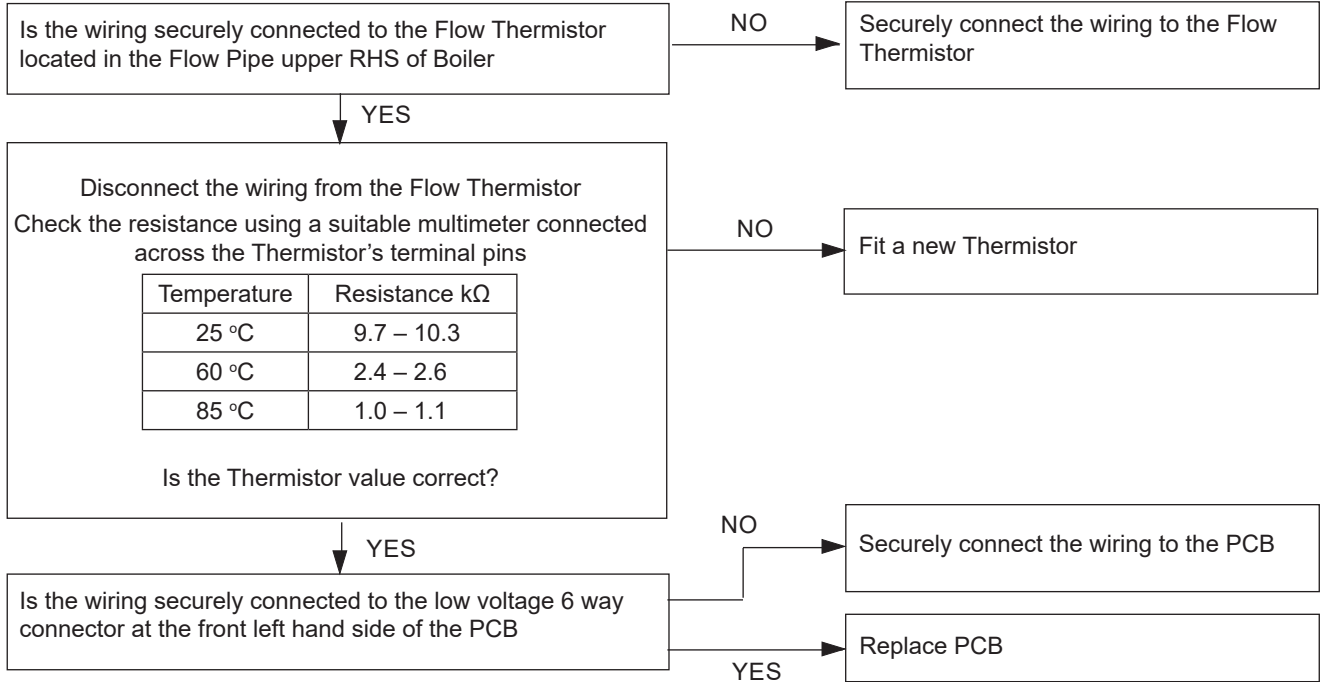 Is the wiring securely connected to the Flow Thermistor
located in the Flow Pipe upper RHS of Boiler
NO
Securely connect the wiring to the Flow
Thermistor
YES
Disconnect the wiring from the Flow Thermistor
Check the resistance using a suitable multimeter connected
across the Thermistor’s terminal pins
Temperature Resistance kΩ
25 °C 9.7 – 10.3
60 °C 2.4 – 2.6
85 °C 1.0 – 1.1
Is the Thermistor value correct?
NO
Fit a new Thermistor
YES
Is the wiring securely connected to the low voltage 6 way
connector at the front left hand side of the PCB
NO
Securely connect the wiring to the PCB
YES
Replace PCB